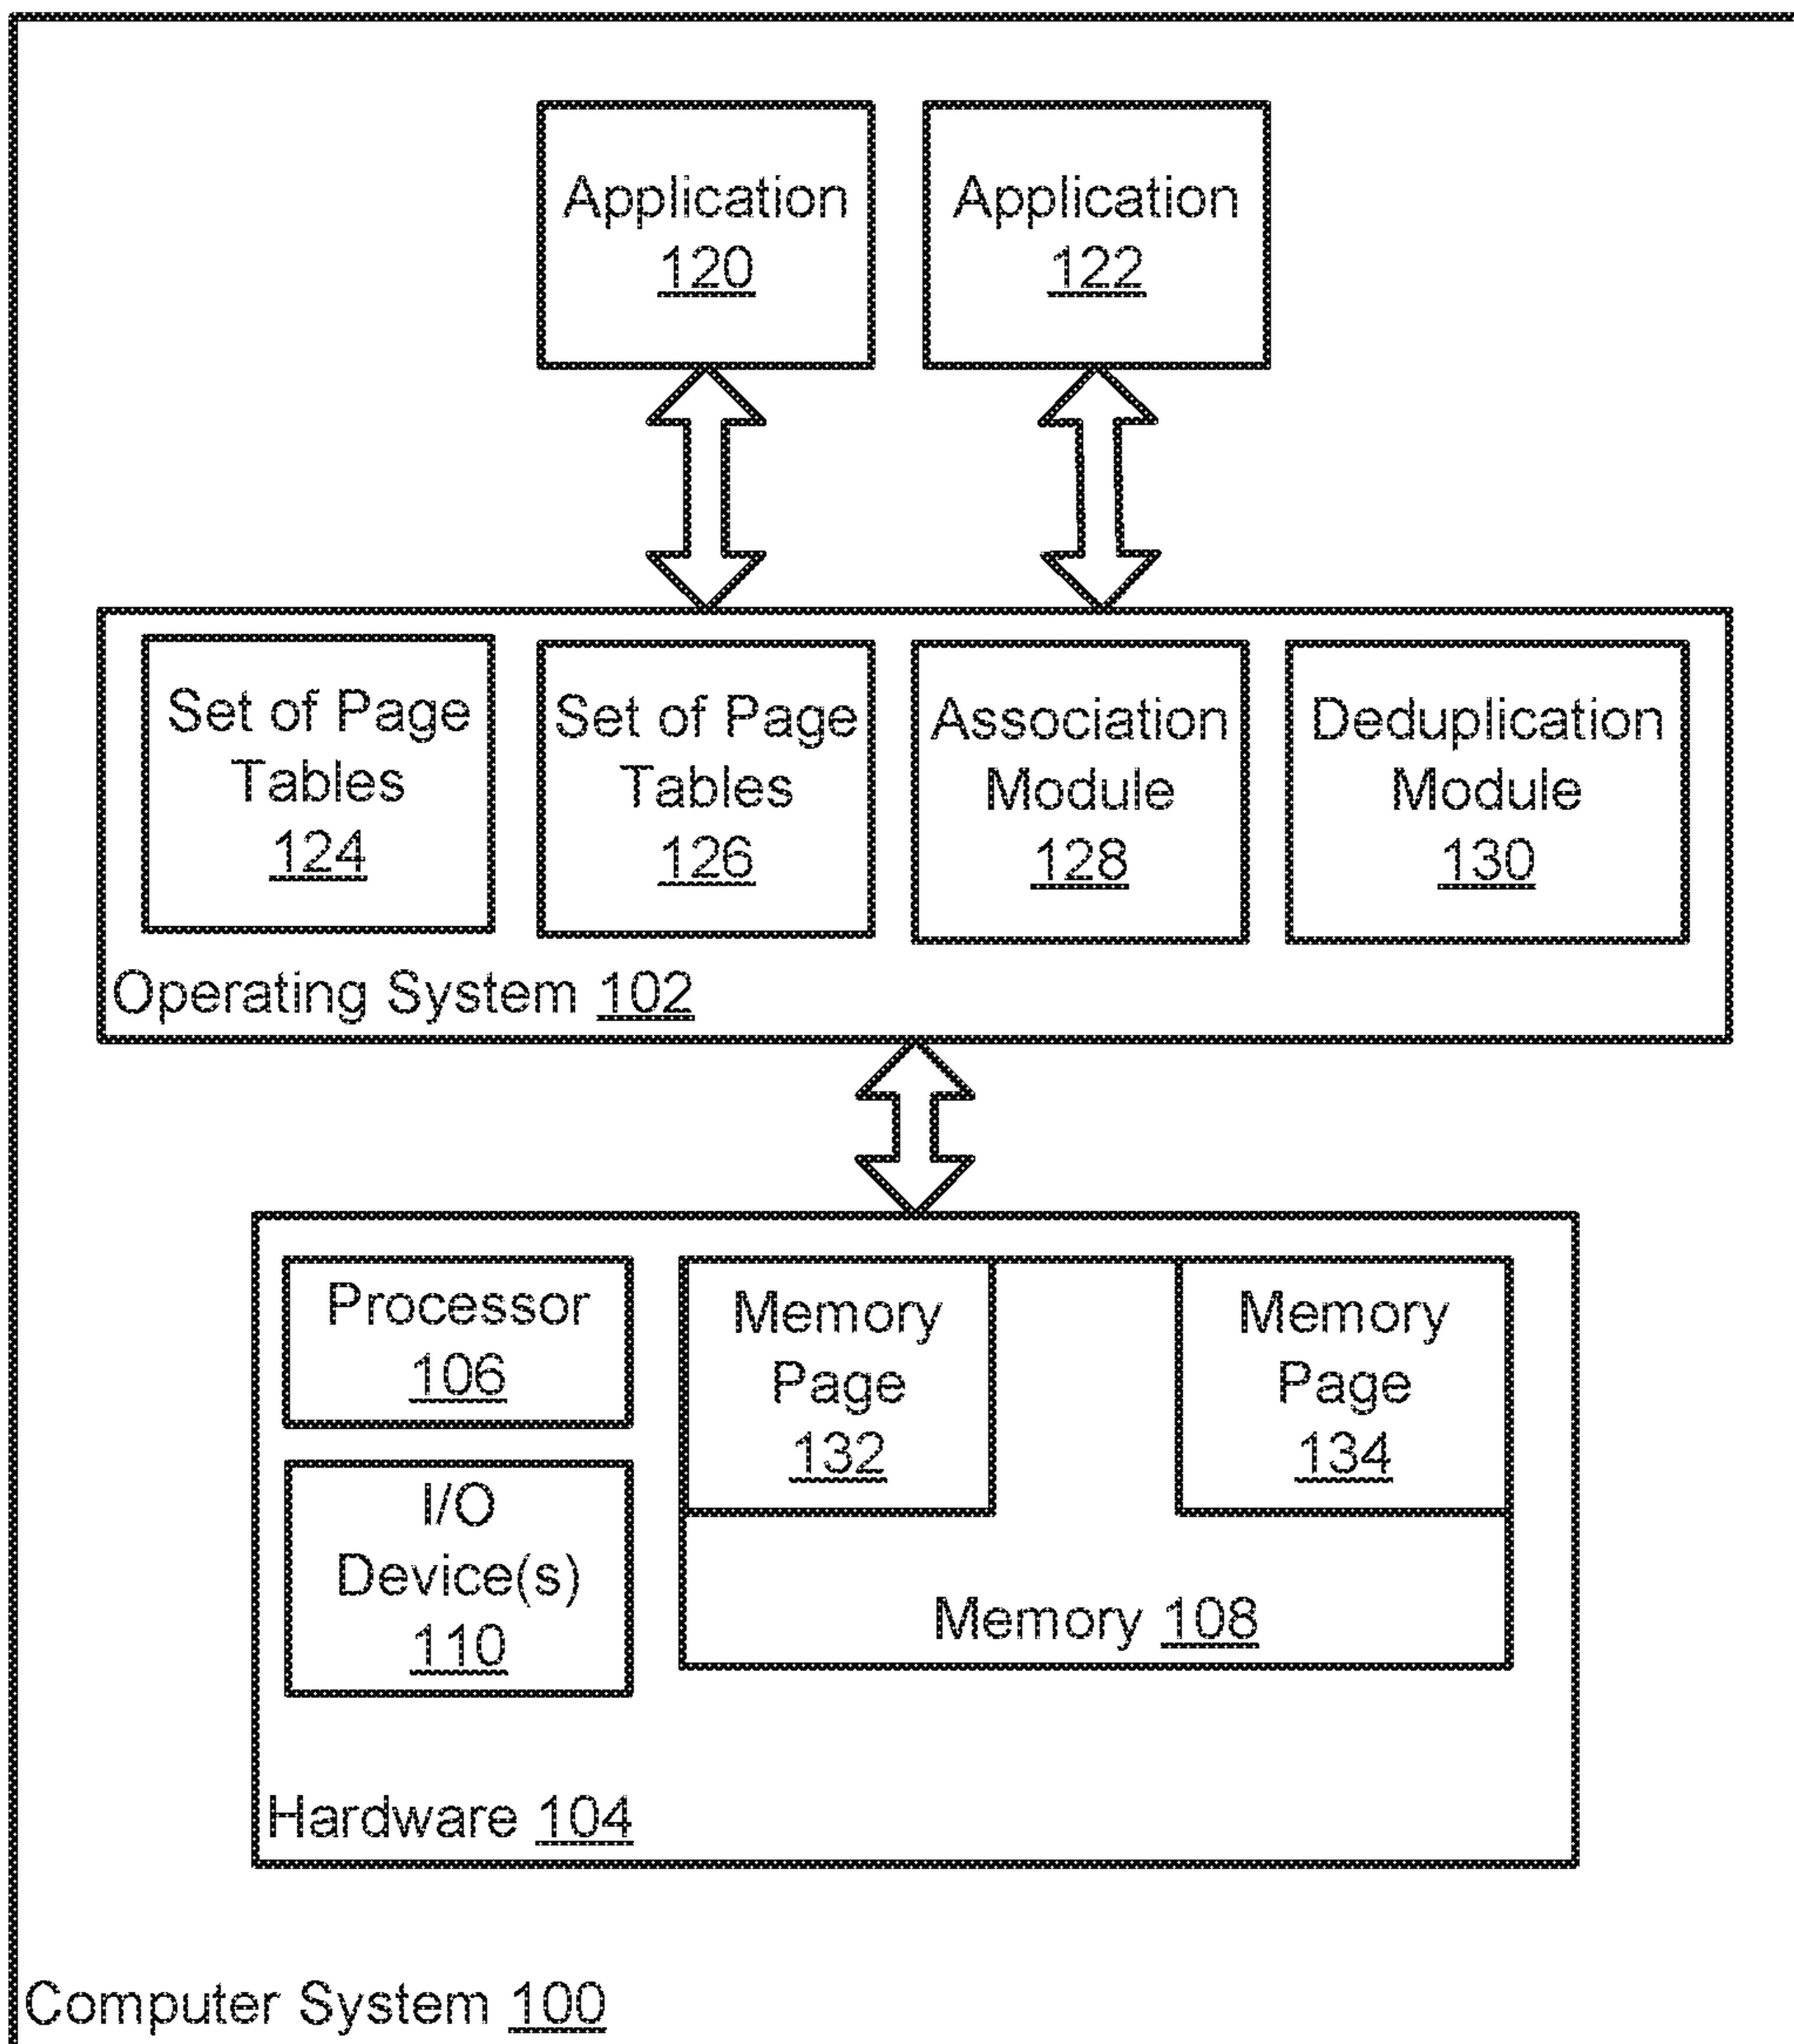 Application
120
Application
122
Set of Page
Tables
124
Set of Page
Tables
126
Association
Module
128
Deduplication
Module
130
Operating System 102
Processor
106
I/O
Device(s)
110
Memory
Page
132
Memory
Page
134
Memory 108
Hardware 104
Computer System 100